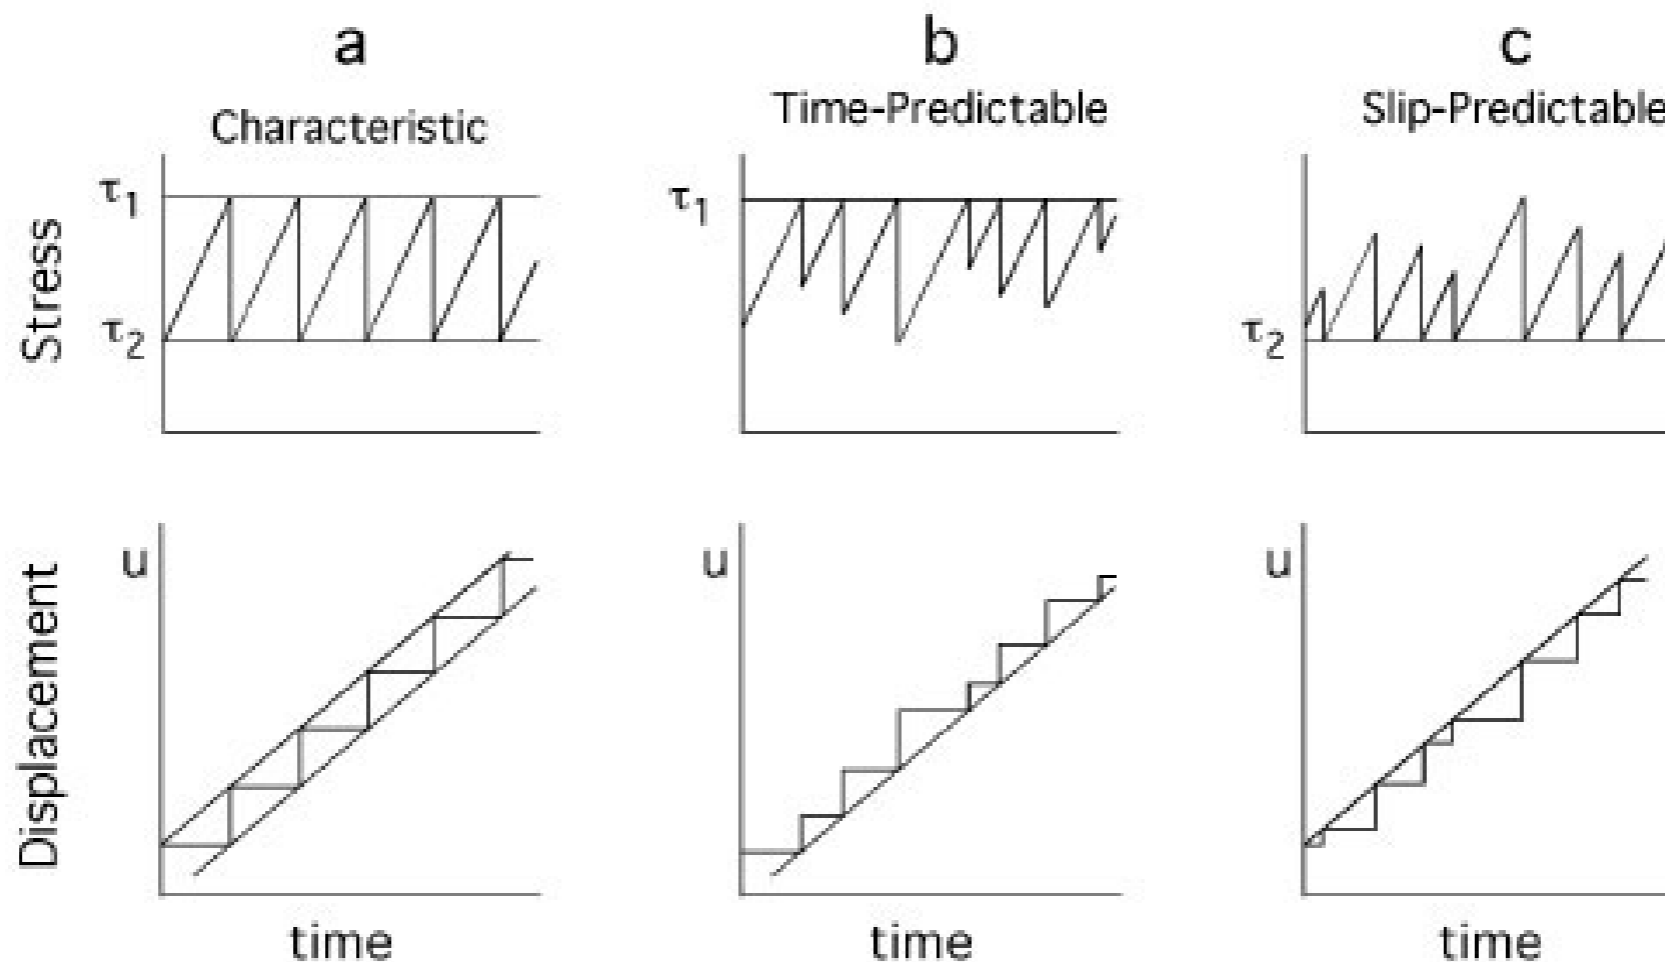 a
b
c
Characteristic
Time-Predictable
Slip-Predictable
Stress
τ1
τ2
τ1
τ2
Displacement
u
u
u
time
time
time